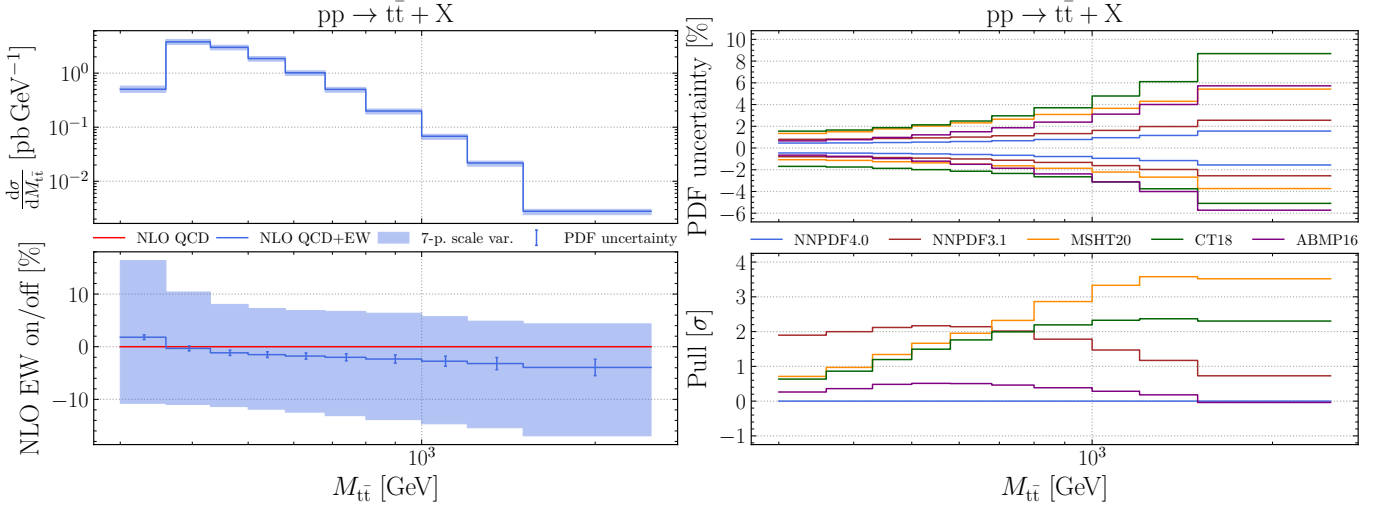 pp → tt̄ + X
dσ/dM_tt̄ [pb GeV⁻¹]
10⁰
10⁻¹
10⁻²
NLO QCD
NLO QCD+EW
7-p. scale var.
PDF uncertainty
NLO EW on/off [%]
10
0
−10
10³
M_tt̄ [GeV]
pp → tt̄ + X
PDF uncertainty [%]
10
8
6
4
2
0
−2
−4
−6
NNPDF4.0
NNPDF3.1
MSHT20
CT18
ABMP16
Pull [σ]
4
3
2
1
0
−1
10³
M_tt̄ [GeV]